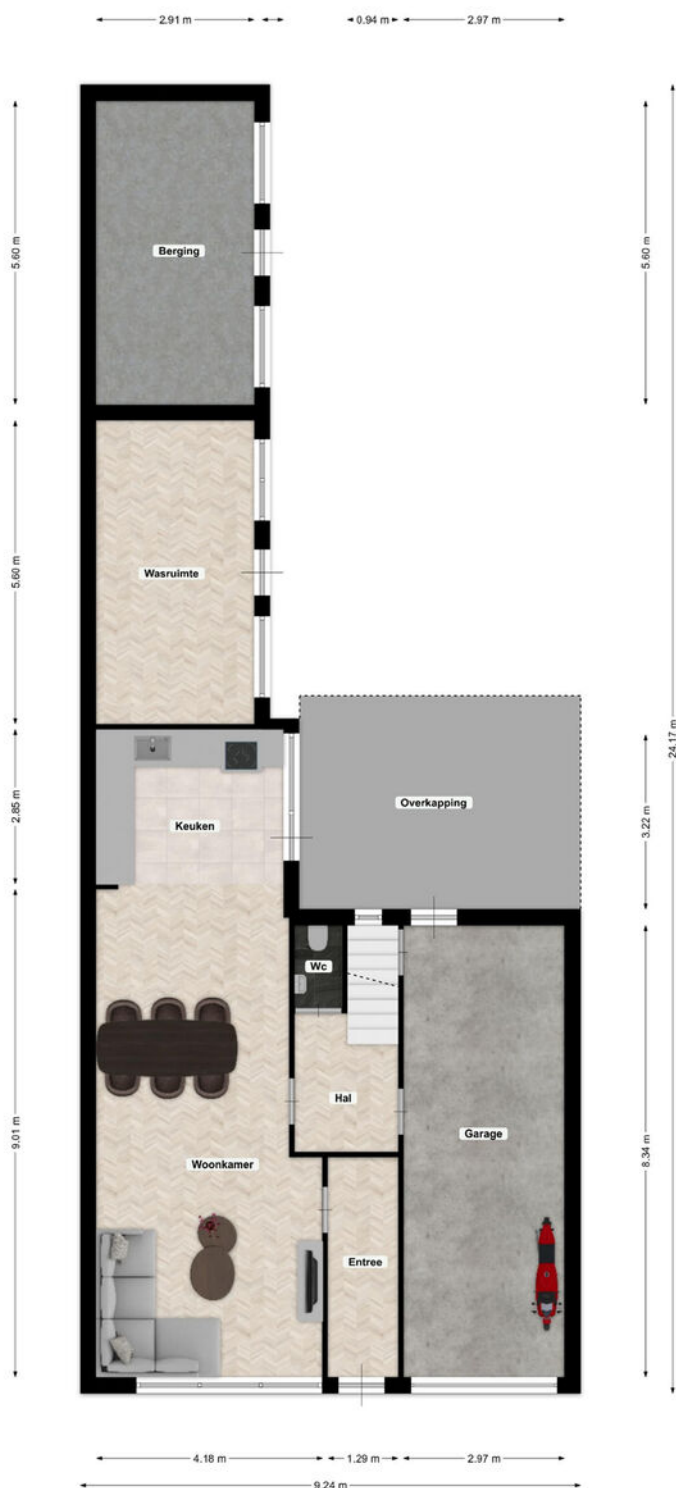 2.91 m
0.94 m
2.97 m
5.60 m
5.60 m
24.17 m
Berging
5.60 m
Wasruimte
2.85 m
3.22 m
Keuken
Overkapping
Wc
9.01 m
8.34 m
Hal
Garage
Woonkamer
Entree
4.18 m
1.29 m
2.97 m
9.24 m